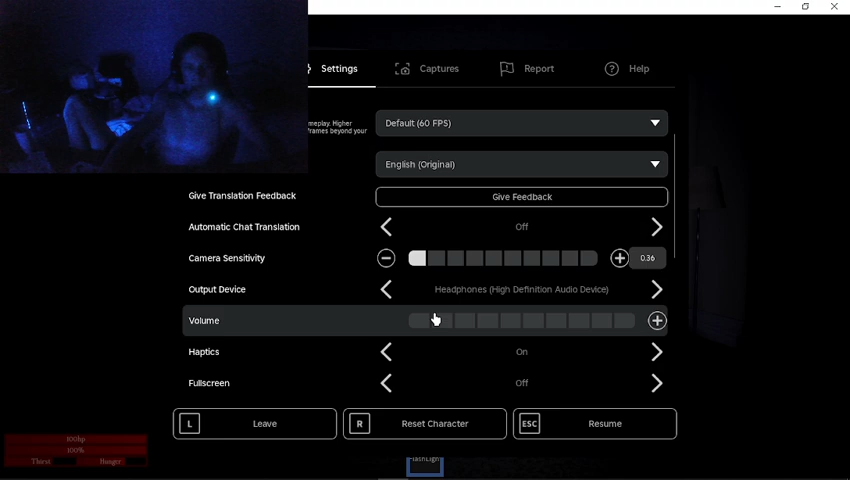 Settings
Captures
Report
? Help
meplay. Higher
frames beyond your
Default (60 FPS)
English (Original)
Give Translation Feedback
Give Feedback
Automatic Chat Translation
Off
Camera Sensitivity
0.36
Output Device
Headphones (High Definition Audio Device)
Volume
Haptics
On
Fullscreen
Off
L Leave
R Reset Character
ESC Resume
100hp
100%
Thirst Hunger
FlashLight